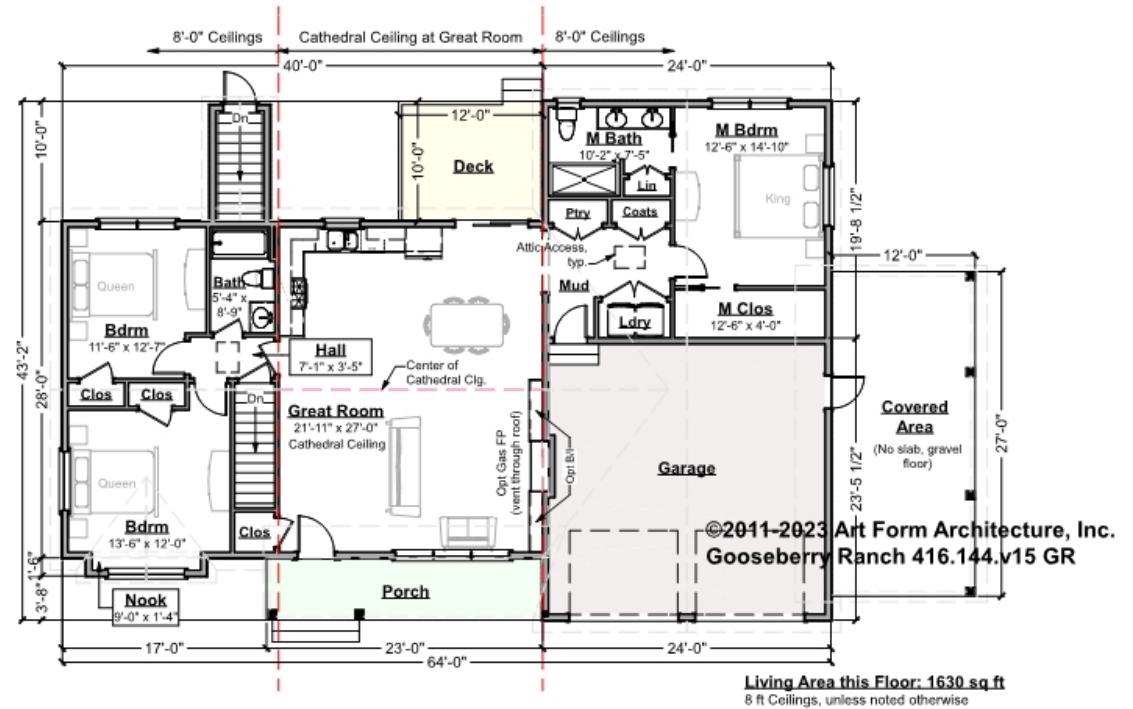 8'-0" Ceilings
Cathedral Ceiling at Great Room
8'-0" Ceilings
40'-0"
24'-0"
10'-0"
Dn
12'-0"
10'-0"
Deck
M Bath
10'-2" x 7'-5"
M Bdrm
12'-6" x 14'-10"
Lin
King
Ptry
Coats
19'-8 1/2"
Attic Access,
typ.
12'-0"
Mud
Queen
Bath
5'-4" x
8'-9"
Bdrm
11'-6" x 12'-7"
M Clos
12'-6" x 4'-0"
Ldry
Hall
7'-1" x 3'-5"
43'-2"
28'-0"
Center of
Cathedral Clg.
Clos
Clos
Dn
Great Room
21'-11" x 27'-0"
Cathedral Ceiling
Covered
Area
(No slab, gravel
floor)
27'-0"
Opt Gas FP
(vent through roof)
Opt B/I
Garage
Queen
23'-5 1/2"
Bdrm
13'-6" x 12'-0"
Clos
©2011-2023 Art Form Architecture, Inc.
Gooseberry Ranch 416.144.v15 GR
1'-6"
3'-8"
Porch
Nook
9'-0" x 1'-4"
17'-0"
23'-0"
24'-0"
64'-0"
Living Area this Floor: 1630 sq ft
8 ft Ceilings, unless noted otherwise